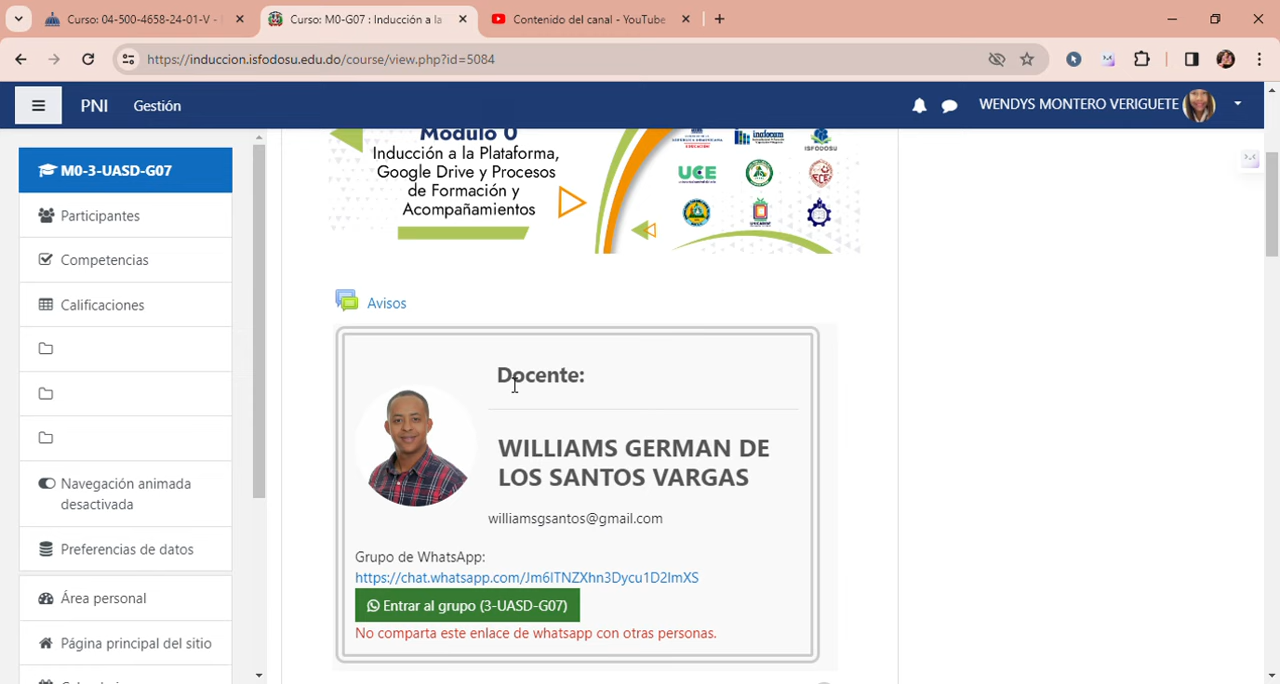 Curso: 04-500-4658-24-01-V -
Curso: M0-G07 : Inducción a la
Contenido del canal - YouTube
https://induccion.isfodosu.edu.do/course/view.php?id=5084
PNI
Gestión
WENDYS MONTERO VERIGUETE
M0-3-UASD-G07
Participantes
Competencias
Calificaciones
Navegación animada
desactivada
Preferencias de datos
Área personal
Página principal del sitio
Módulo 0
Inducción a la Plataforma,
Google Drive y Procesos
de Formación y
Acompañamientos
inafocam
ISFODOSU
UCE
Avisos
Docente:
WILLIAMS GERMAN DE
LOS SANTOS VARGAS
williamsgsantos@gmail.com
Grupo de WhatsApp:
https://chat.whatsapp.com/Jm6ITNZXhn3Dycu1D2ImXS
Entrar al grupo (3-UASD-G07)
No comparta este enlace de whatsapp con otras personas.